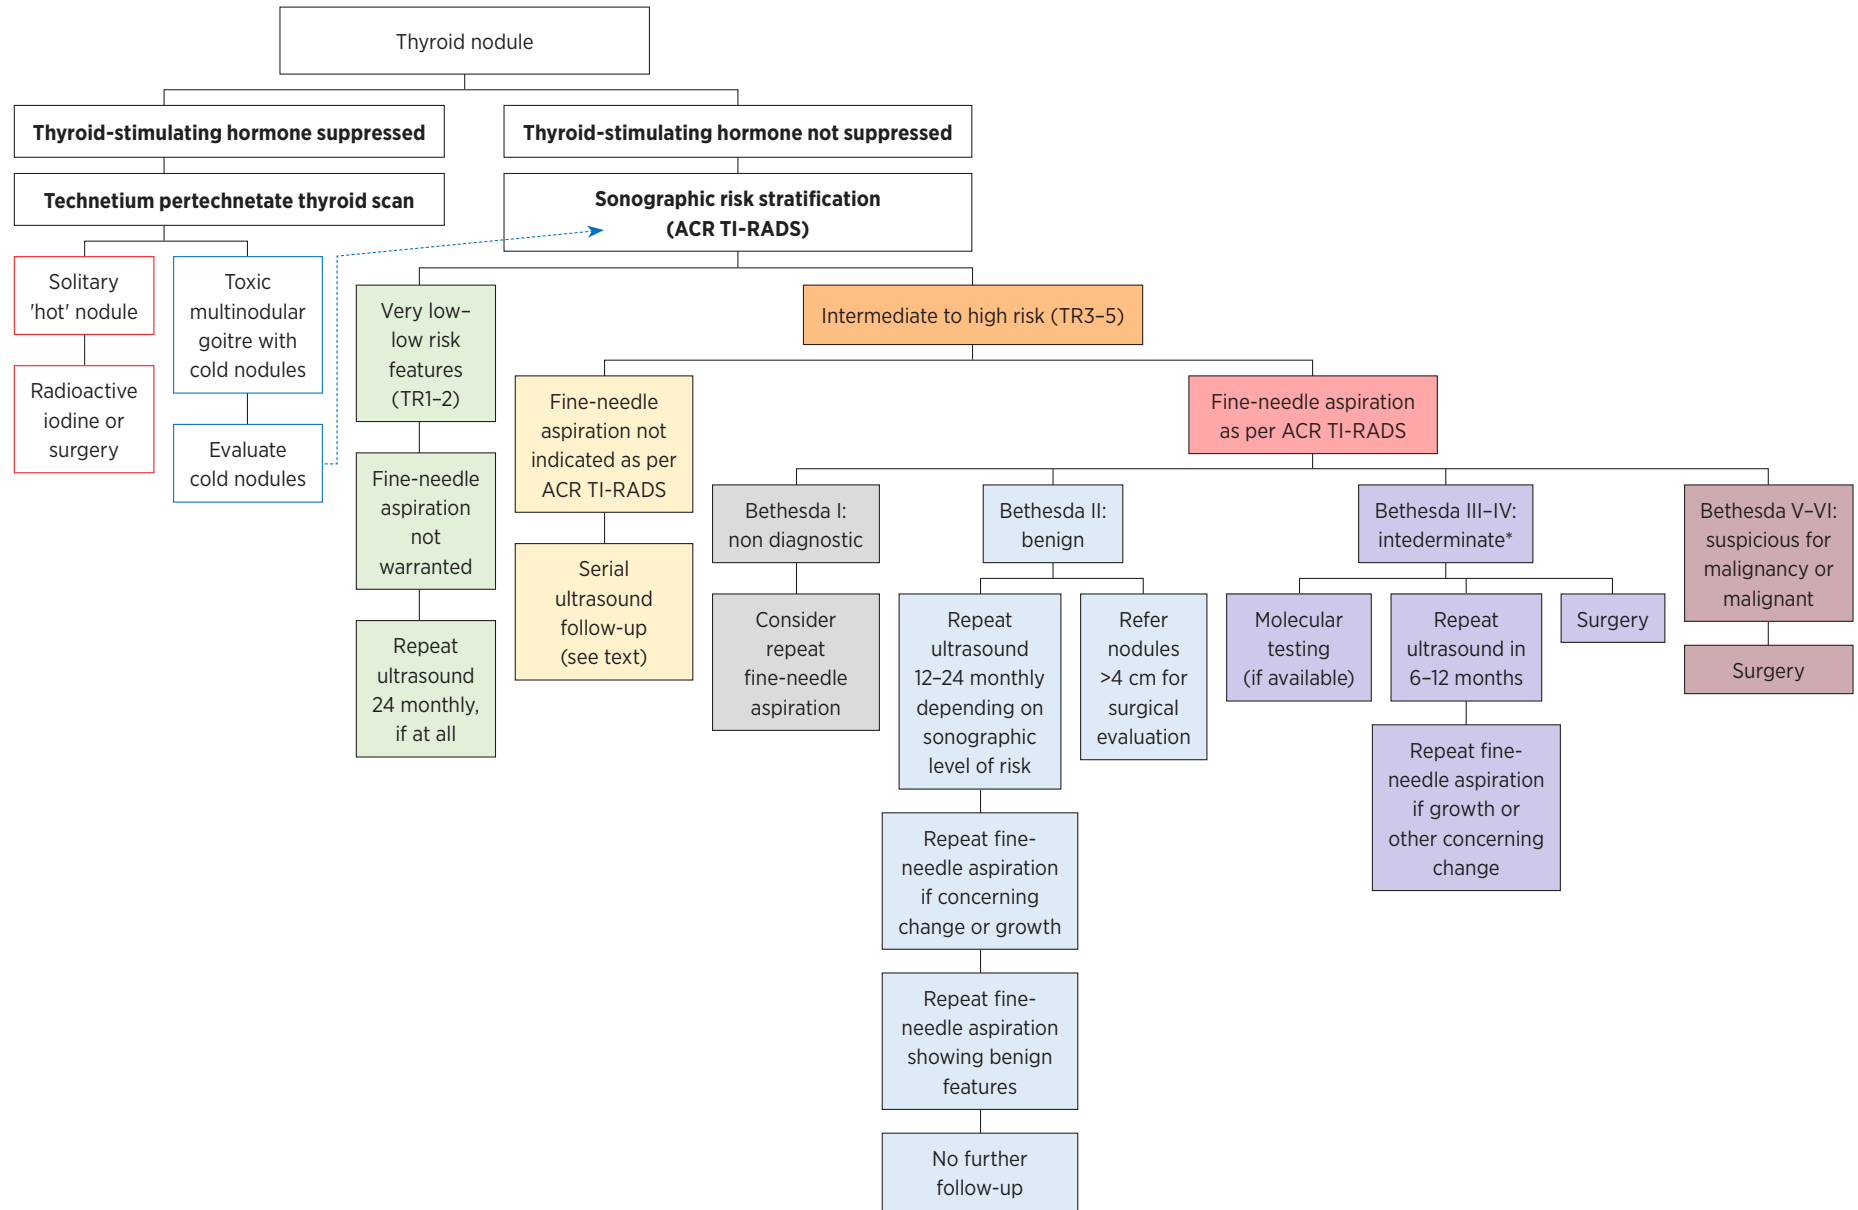 Thyroid nodule
Thyroid-stimulating hormone suppressed
Thyroid-stimulating hormone not suppressed
Technetium pertechnetate thyroid scan
Sonographic risk stratification
(ACR TI-RADS)
Solitary
'hot' nodule
Radioactive
iodine or
surgery
Toxic
multinodular
goitre with
cold nodules
Evaluate
cold nodules
Very low–
low risk
features
(TR1–2)
Fine-needle
aspiration
not
warranted
Repeat
ultrasound
24 monthly,
if at all
Intermediate to high risk (TR3–5)
Fine-needle
aspiration not
indicated as per
ACR TI-RADS
Serial
ultrasound
follow-up
(see text)
Fine-needle aspiration
as per ACR TI-RADS
Bethesda I:
non diagnostic
Consider
repeat
fine-needle
aspiration
Bethesda II:
benign
Repeat
ultrasound
12–24 monthly
depending on
sonographic
level of risk
Refer
nodules
>4 cm for
surgical
evaluation
Repeat fine-
needle aspiration
if concerning
change or growth
Repeat fine-
needle aspiration
showing benign
features
No further
follow-up
Bethesda III–IV:
intederminate*
Molecular
testing
(if available)
Repeat
ultrasound in
6–12 months
Surgery
Repeat fine-
needle aspiration
if growth or
other concerning
change
Bethesda V–VI:
suspicious for
malignancy or
malignant
Surgery